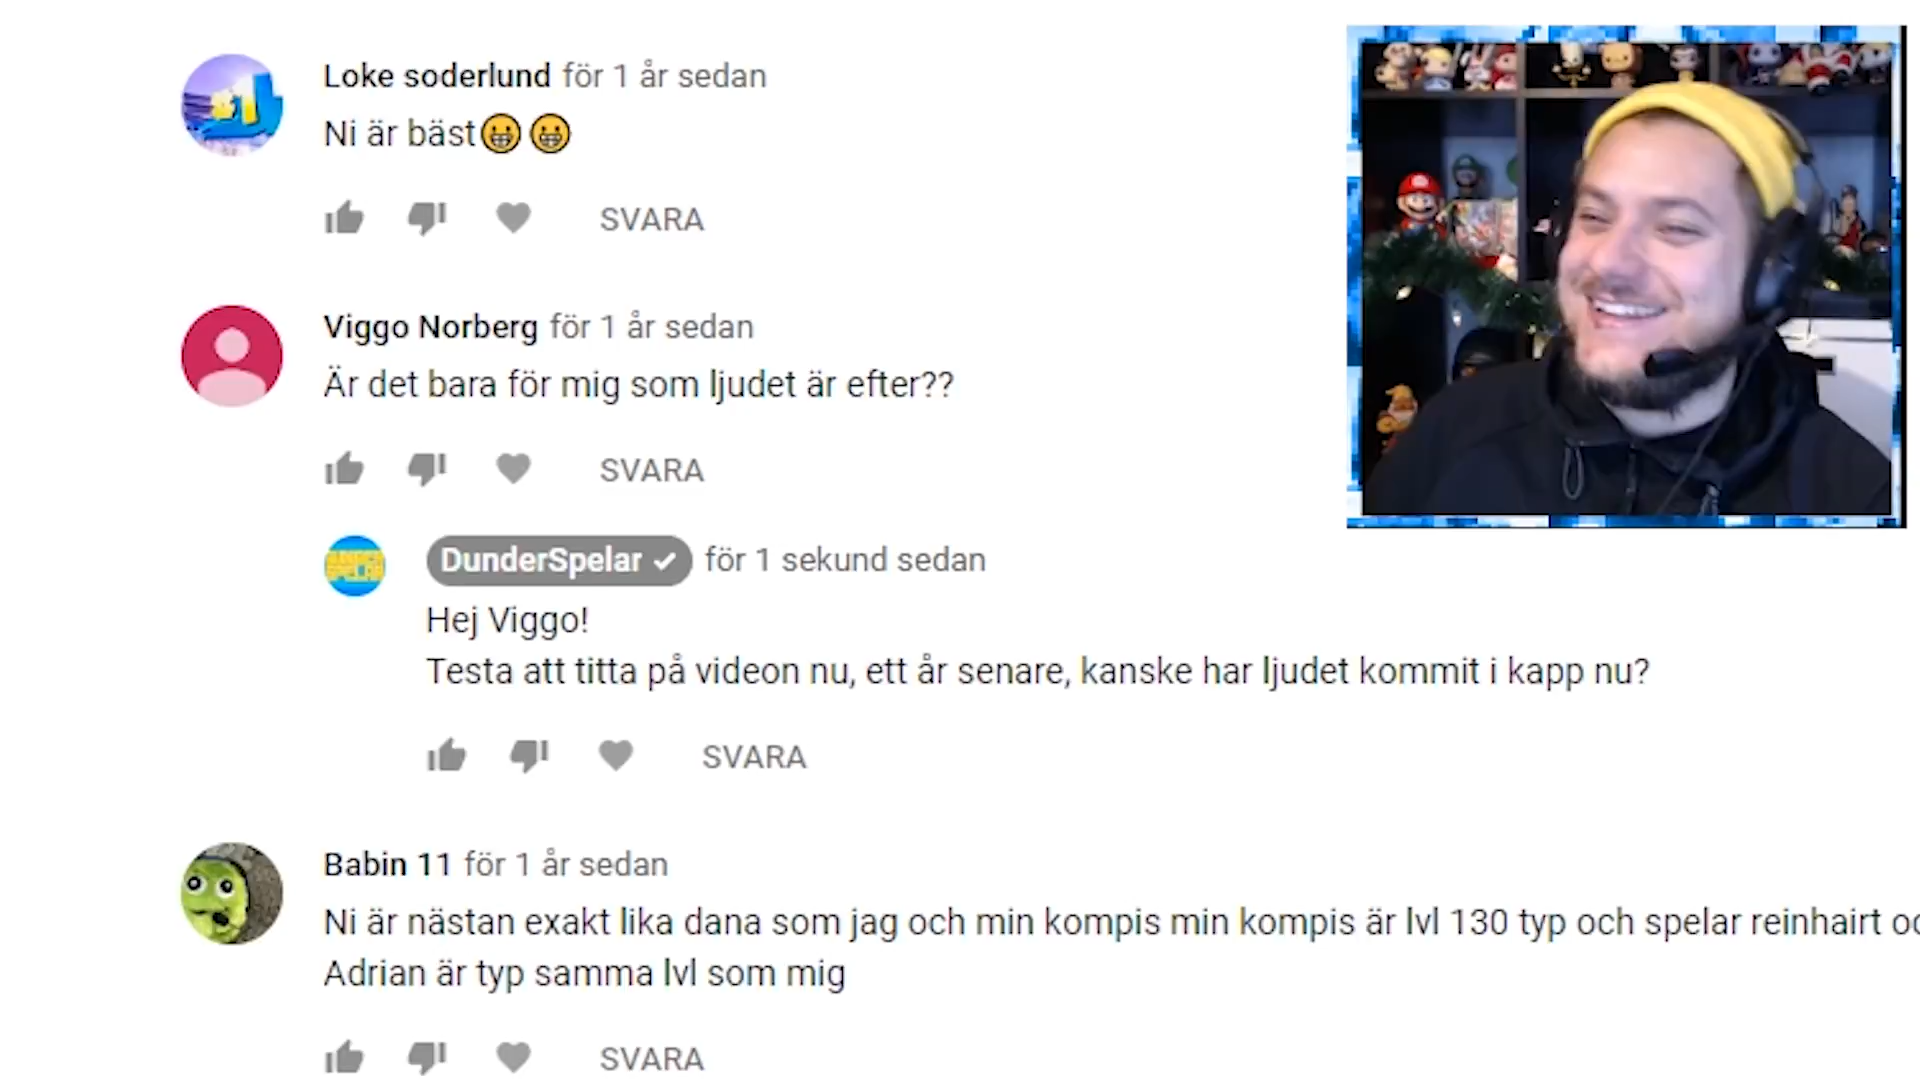 Loke soderlund för 1 år sedan
Ni är bäst😀😀
SVARA
Viggo Norberg för 1 år sedan
Är det bara för mig som ljudet är efter??
SVARA
DunderSpelar för 1 sekund sedan
Hej Viggo!
Testa att titta på videon nu, ett år senare, kanske har ljudet kommit i kapp nu?
SVARA
Babin 11 för 1 år sedan
Ni är nästan exakt lika dana som jag och min kompis min kompis är lvl 130 typ och spelar reinhairt
Adrian är typ samma lvl som mig
SVARA